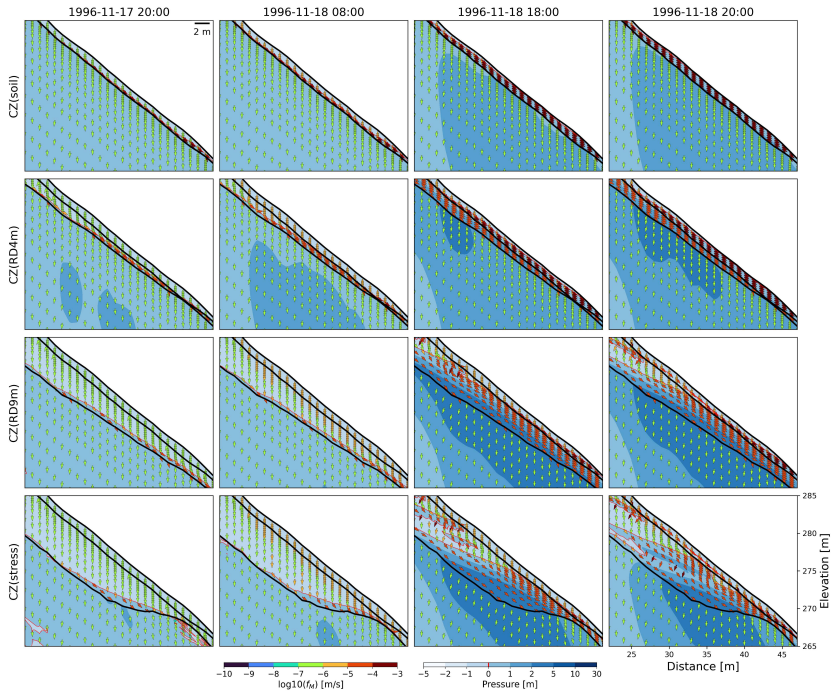 1996-11-17 20:00 1996-11-18 08:00 1996-11-18 18:00 1996-11-18 20:00
2 m
CZ(soil)
CZ(RD4m)
CZ(RD9m)
CZ(stress)
285
280
275
270
265
Elevation [m]
25 30 35 40 45
Distance [m]
−10 −9 −8 −7 −6 −5 −4 −3
log10(f_M) [m/s]
−5 −2 −1 0 1 2 5 10 30
Pressure [m]